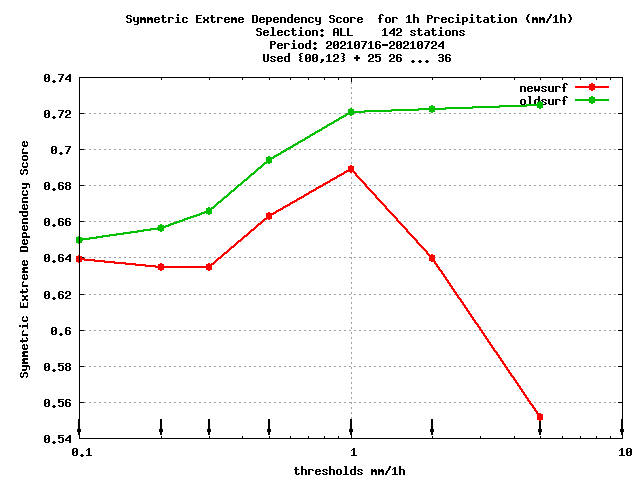 Symmetric Extreme Dependency Score  for 1h Precipitation (mm/1h)
Selection: ALL    142 stations
Period: 20210716-20210724
Used {00,12} + 25 26 ... 36
0.74
newsurf
oldsurf
0.72
0.7
0.68
0.66
0.64
0.62
0.6
0.58
0.56
0.54
Symmetric Extreme Dependency Score
0.1 1 10
thresholds mm/1h